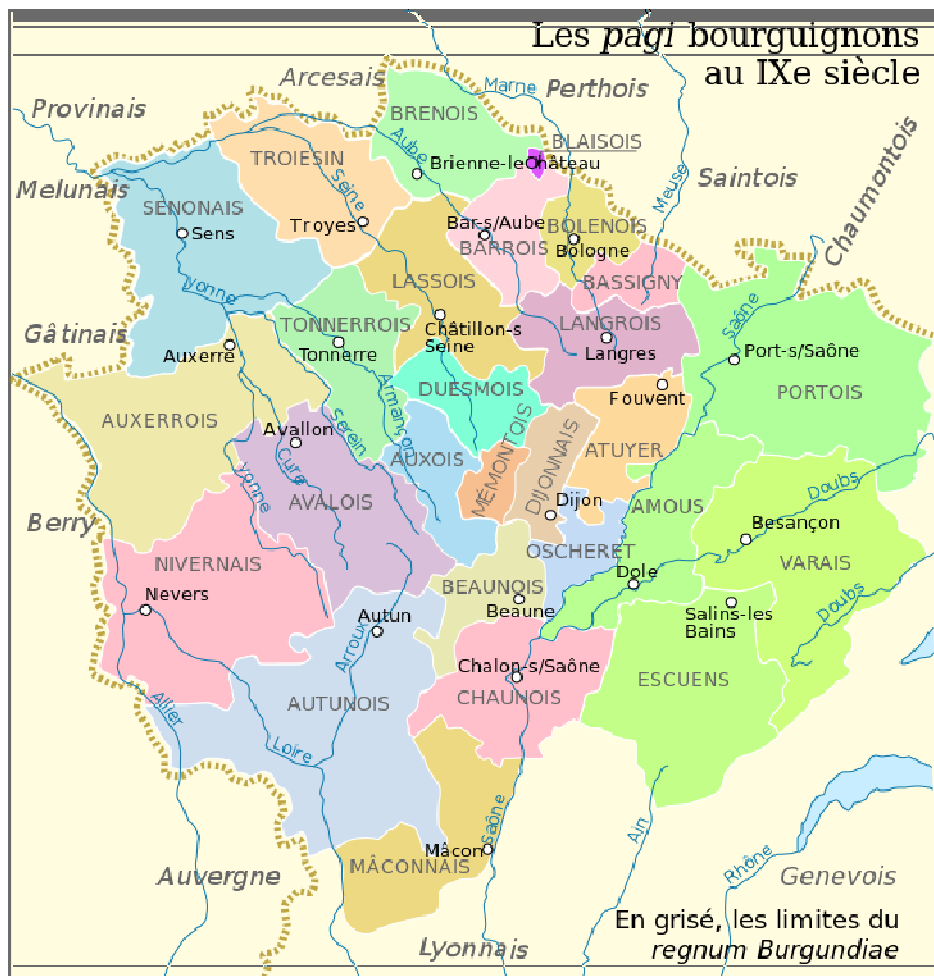 Les pagi bourguignons
au IXe siècle
Arcesais
Marne
Perthois
Provinais
BRENOIS
BLAISOIS
Aube
Brienne-leChâteau
TROIESIN
Seine
Meuse
Saintois
Chaumontois
Melunais
SENONAIS
Sens
Troyes
Bar-s/Aube
BARROIS
BOLENOIS
Bologne
LASSOIS
BASSIGNY
Yonne
Saône
Gâtinais
TONNERROIS
Tonnerre
Châtillon-s
Seine
LANGROIS
Langres
Auxerre
Port-s/Saône
DUESMOIS
Fouvent
PORTOIS
AUXERROIS
Armançon
Serein
Avallon
Cure
AUXOIS
MÉMONTOIS
DIJONNAIS
ATUYER
Yonne
AVALOIS
Dijon
AMOUS
Doubs
Berry
Besançon
NIVERNAIS
OSCHERET
VARAIS
Nevers
BEAUNOIS
Beaune
Dole
Doubs
Autun
Salins-les
Bains
Arroux
Chalon-s/Saône
CHAUNOIS
ESCUENS
AUTUNOIS
Allier
Loire
Saône
Ain
Mâcon
MÂCONNAIS
Rhône
Auvergne
Genevois
Lyonnais
En grisé, les limites du
regnum Burgundiae